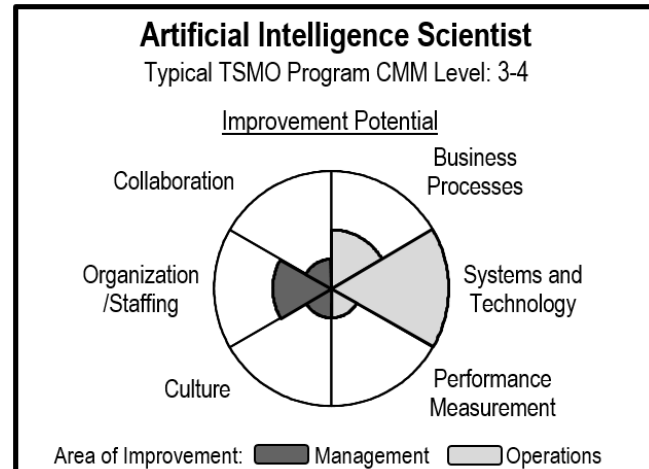 Artificial Intelligence Scientist
Typical TSMO Program CMM Level: 3-4
Improvement Potential
Collaboration
Business
Processes
Organization
/Staffing
Systems and
Technology
Culture
Performance
Measurement
Area of Improvement: Management Operations